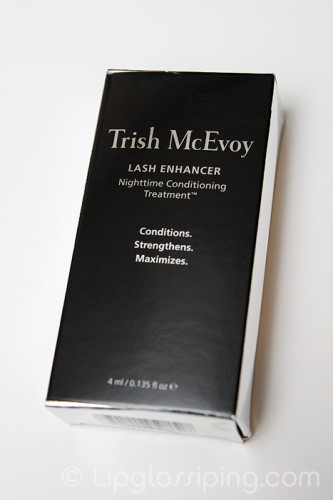 Trish McEvoy
LASH ENHANCER
Nighttime Conditioning
Treatment™
Conditions.
Strengthens.
Maximizes.
4 ml / 0.135 fl oz ℮
© Lipglossiping.com